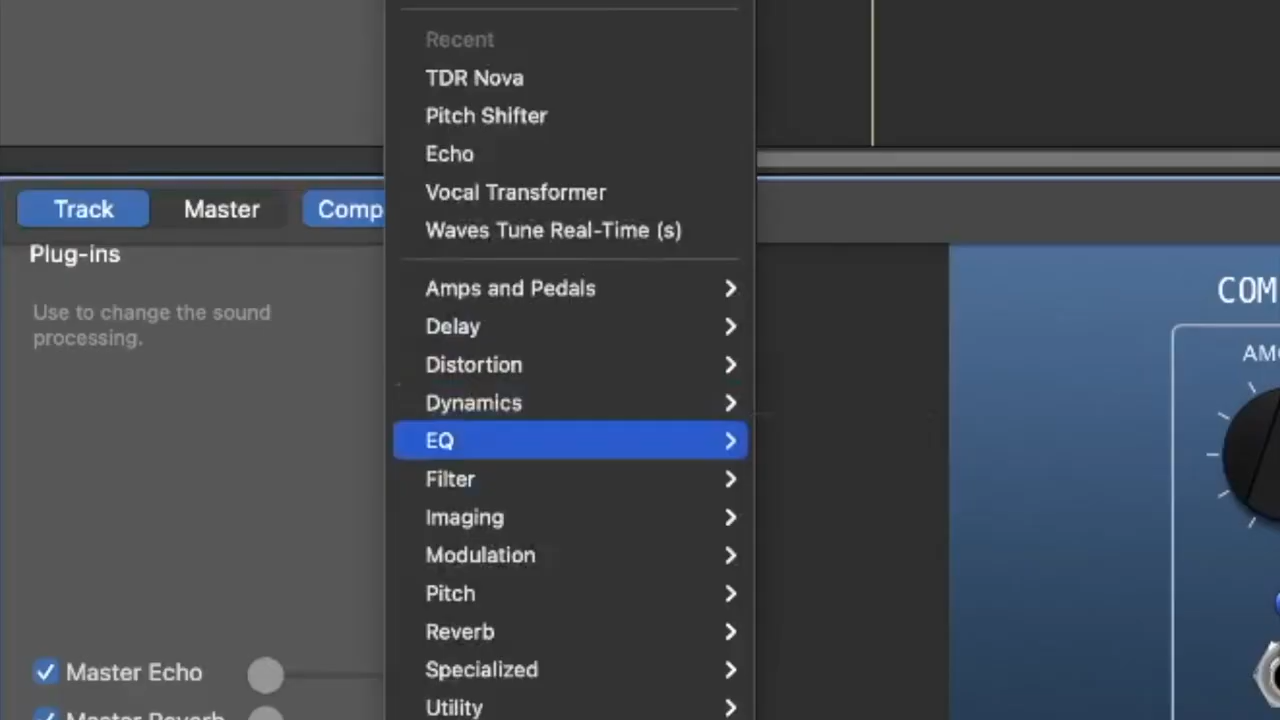 Recent
TDR Nova
Pitch Shifter
Echo
Vocal Transformer
Waves Tune Real-Time (s)
Amps and Pedals
Delay
Distortion
Dynamics
EQ
Filter
Imaging
Modulation
Pitch
Reverb
Specialized
Utility
Track
Master
Comp
Plug-ins
Use to change the sound
processing.
Master Echo
Master Reverb
COM
AM